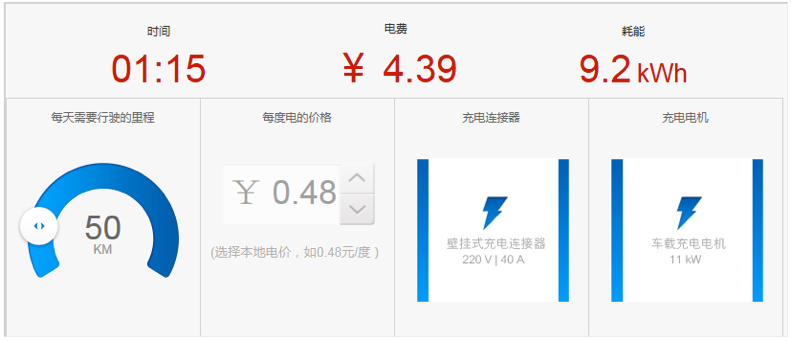 时间
电费
耗能
01:15
¥ 4.39
9.2 kWh
每天需要行驶的里程
每度电的价格
充电连接器
充电电机
50
KM
¥ 0.48
(选择本地电价，如0.48元/度 )
壁挂式充电连接器
220 V | 40 A
车载充电电机
11 kW